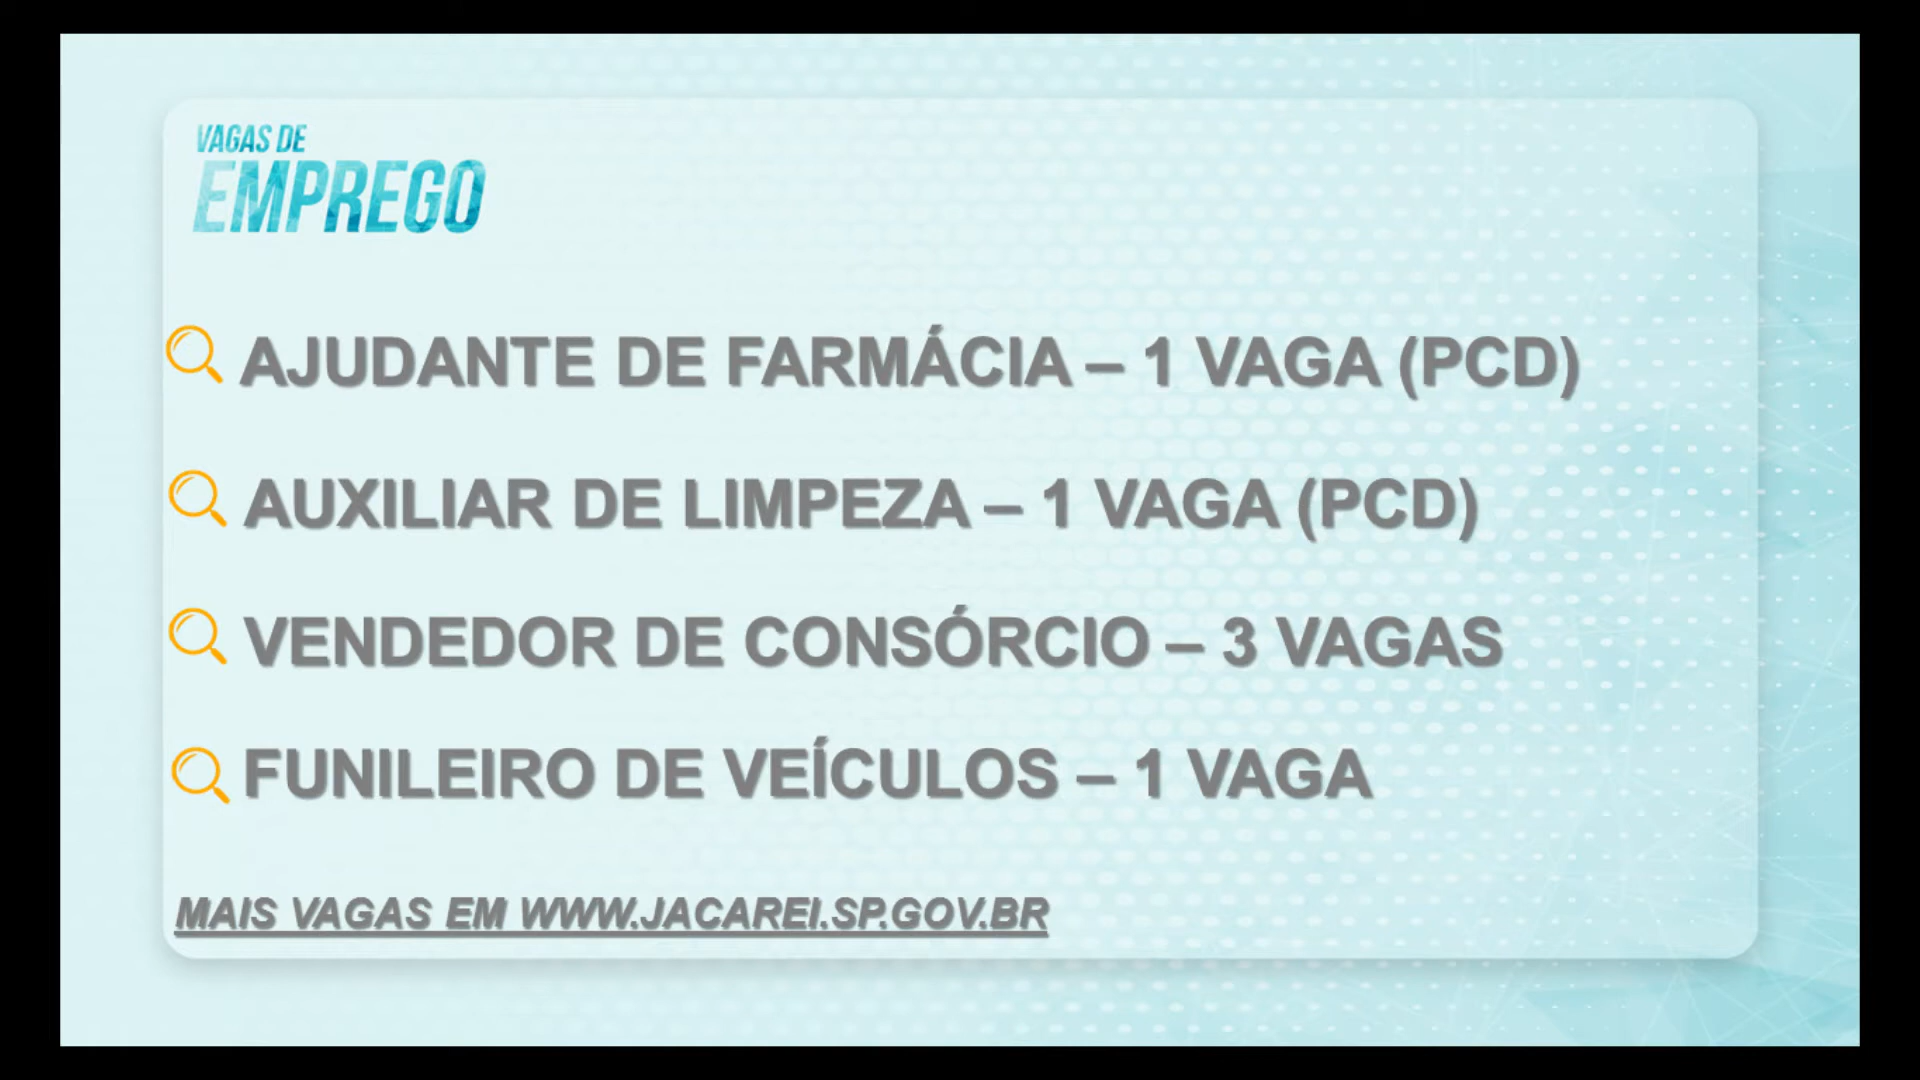 VAGAS DE
EMPREGO
AJUDANTE DE FARMÁCIA – 1 VAGA (PCD)
AUXILIAR DE LIMPEZA – 1 VAGA (PCD)
VENDEDOR DE CONSÓRCIO – 3 VAGAS
FUNILEIRO DE VEÍCULOS – 1 VAGA
MAIS VAGAS EM WWW.JACAREI.SP.GOV.BR